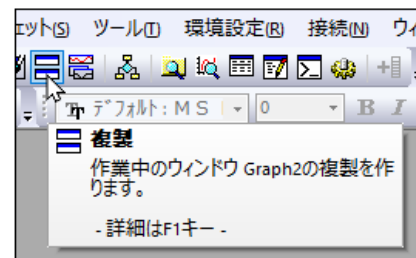 ェット(S) ツール(T) 環境設定(R) 接続(N) ウィ
デフォルト: M S 0 B I
複製
作業中のウィンドウ Graph2の複製を作
ります。
- 詳細はF1キー -